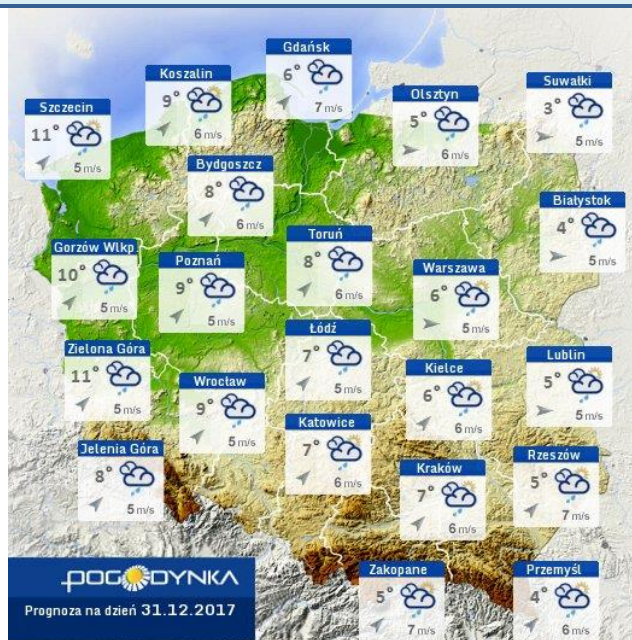 Gdańsk
6°
7 m/s
Koszalin
9°
6 m/s
Suwałki
3°
5 m/s
Olsztyn
5°
6 m/s
Szczecin
11°
5 m/s
Bydgoszcz
8°
6 m/s
Białystok
4°
5 m/s
Toruń
8°
6 m/s
Gorzów Wlkp
10°
5 m/s
Poznań
9°
5 m/s
Warszawa
6°
5 m/s
Łódź
7°
5 m/s
Zielona Góra
11°
5 m/s
Lublin
5°
5 m/s
Kielce
6°
6 m/s
Wrocław
9°
5 m/s
Katowice
7°
6 m/s
Jelenia Góra
8°
5 m/s
Rzeszów
5°
7 m/s
Kraków
7°
6 m/s
Zakopane
5°
7 m/s
Przemyśl
4°
6 m/s
POGODYNKA
Prognoza na dzień 31.12.2017